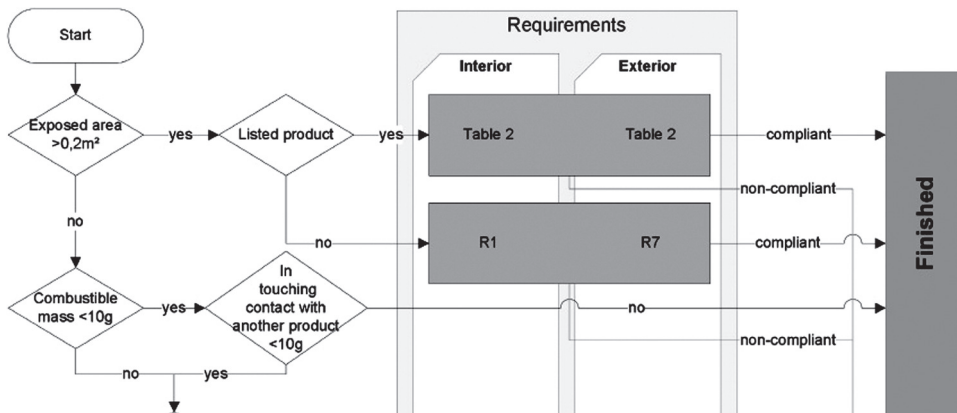 Start
Requirements
Interior
Exterior
Exposed area
>0,2m²
yes
Listed product
yes
Table 2
Table 2
compliant
non-compliant
no
no
R1
R7
compliant
Finished
Combustible
mass <10g
yes
In
touching
contact with
another product
<10g
no
non-compliant
no
yes